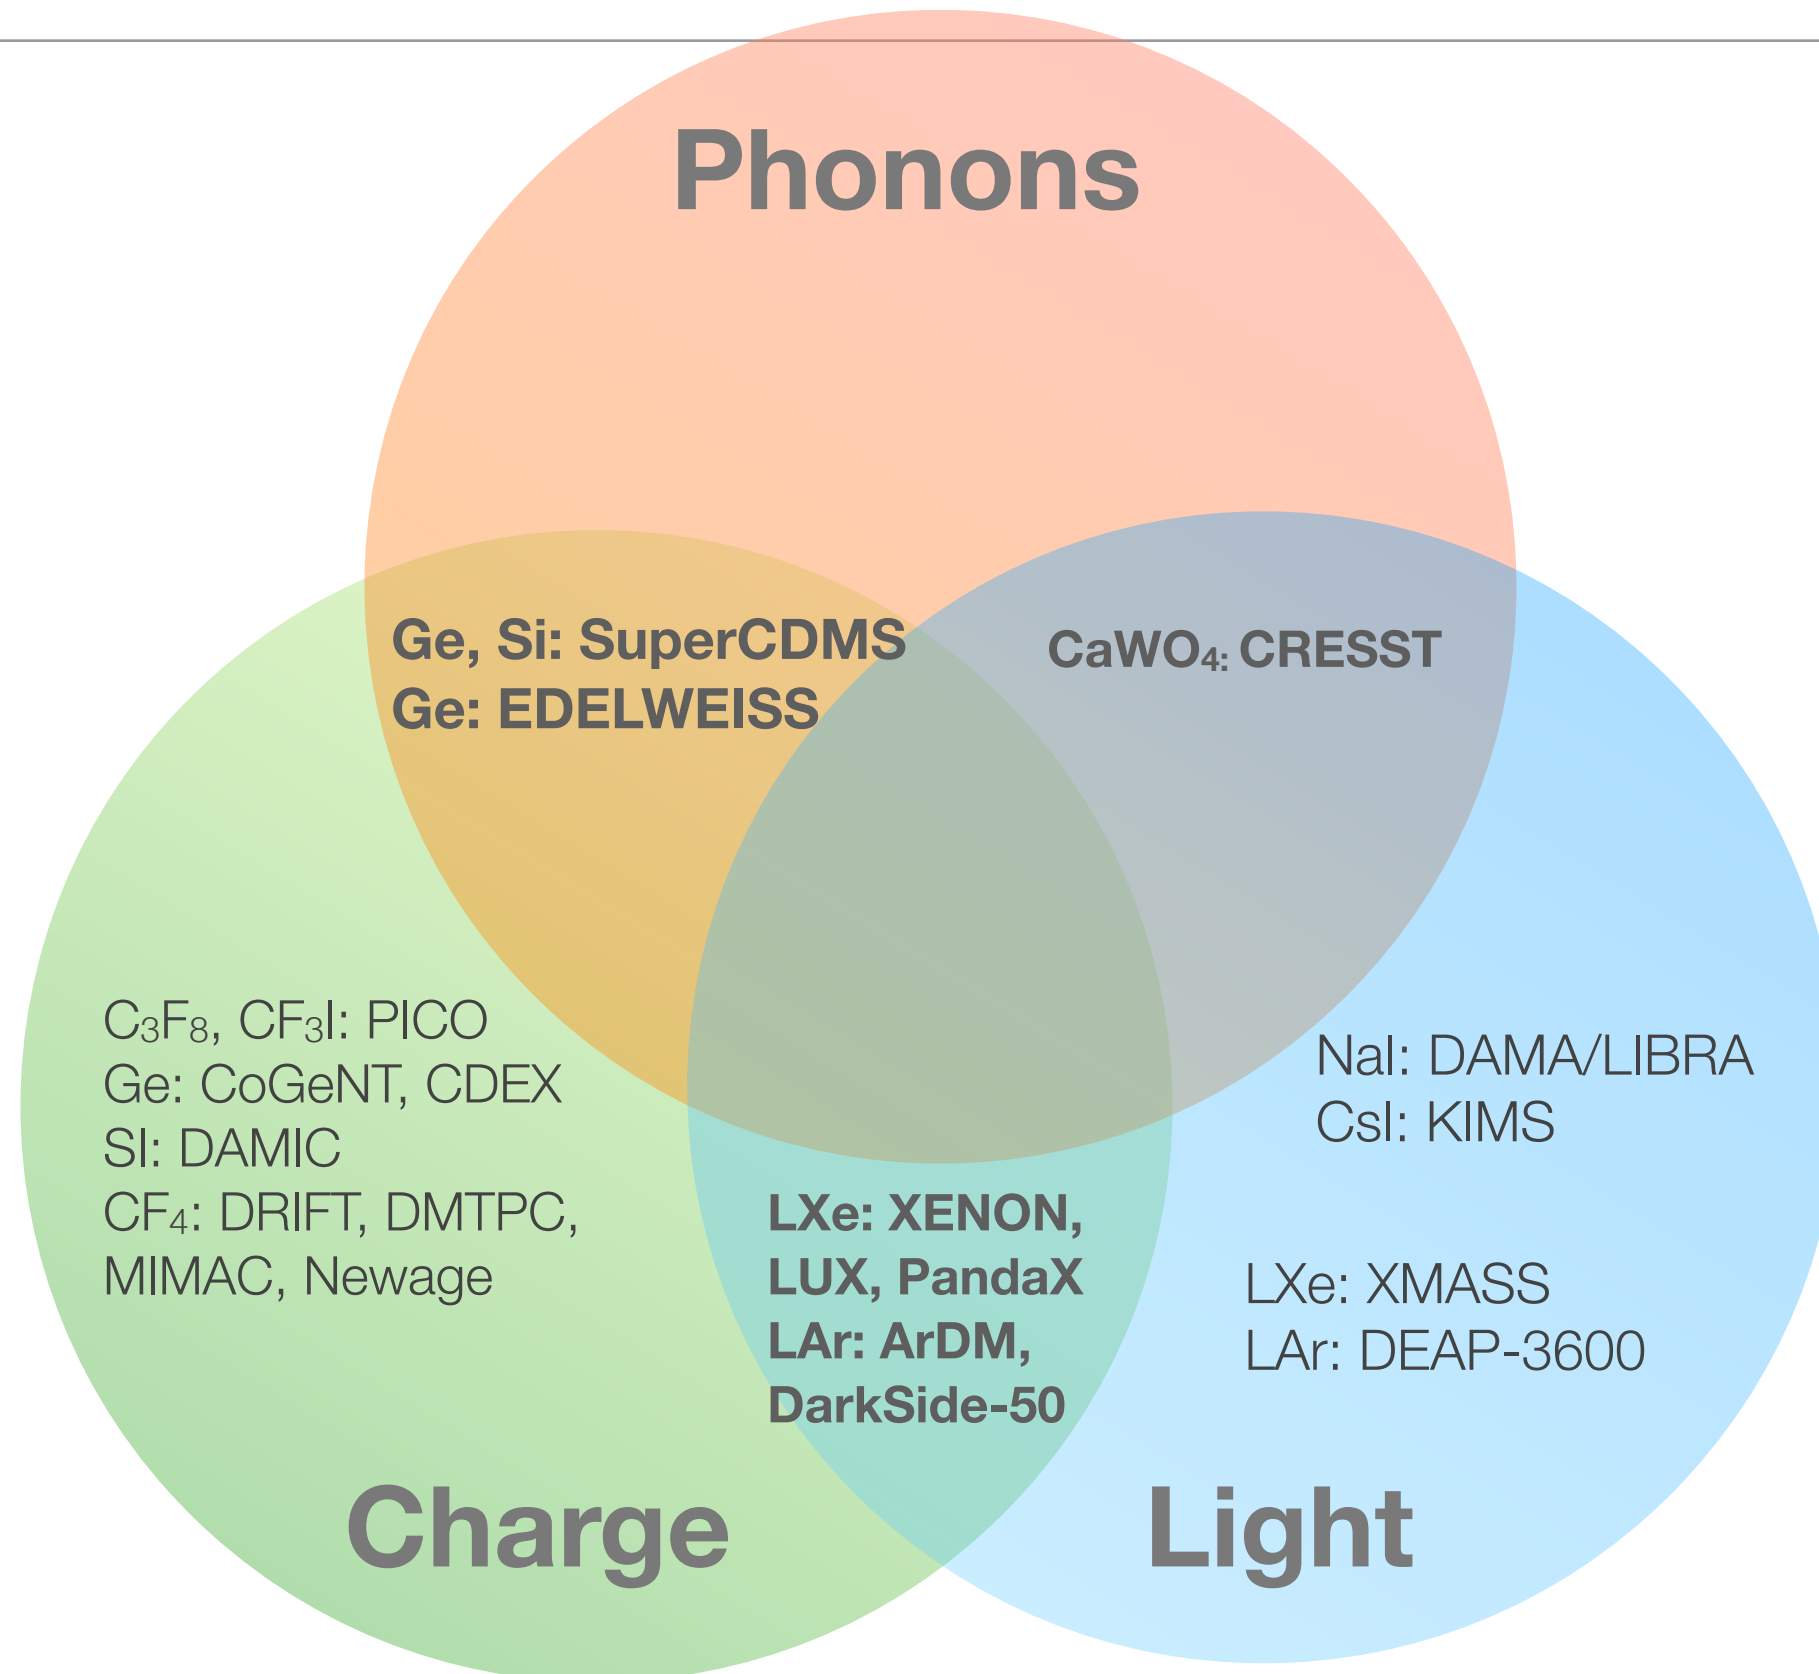 Phonons
Ge, Si: SuperCDMS
Ge: EDELWEISS
CaWO₄: CRESST
C₃F₈, CF₃I: PICO
Ge: CoGeNT, CDEX
SI: DAMIC
CF₄: DRIFT, DMTPC,
MIMAC, Newage
NaI: DAMA/LIBRA
CsI: KIMS
LXe: XENON,
LUX, PandaX
LAr: ArDM,
DarkSide-50
LXe: XMASS
LAr: DEAP-3600
Charge
Light